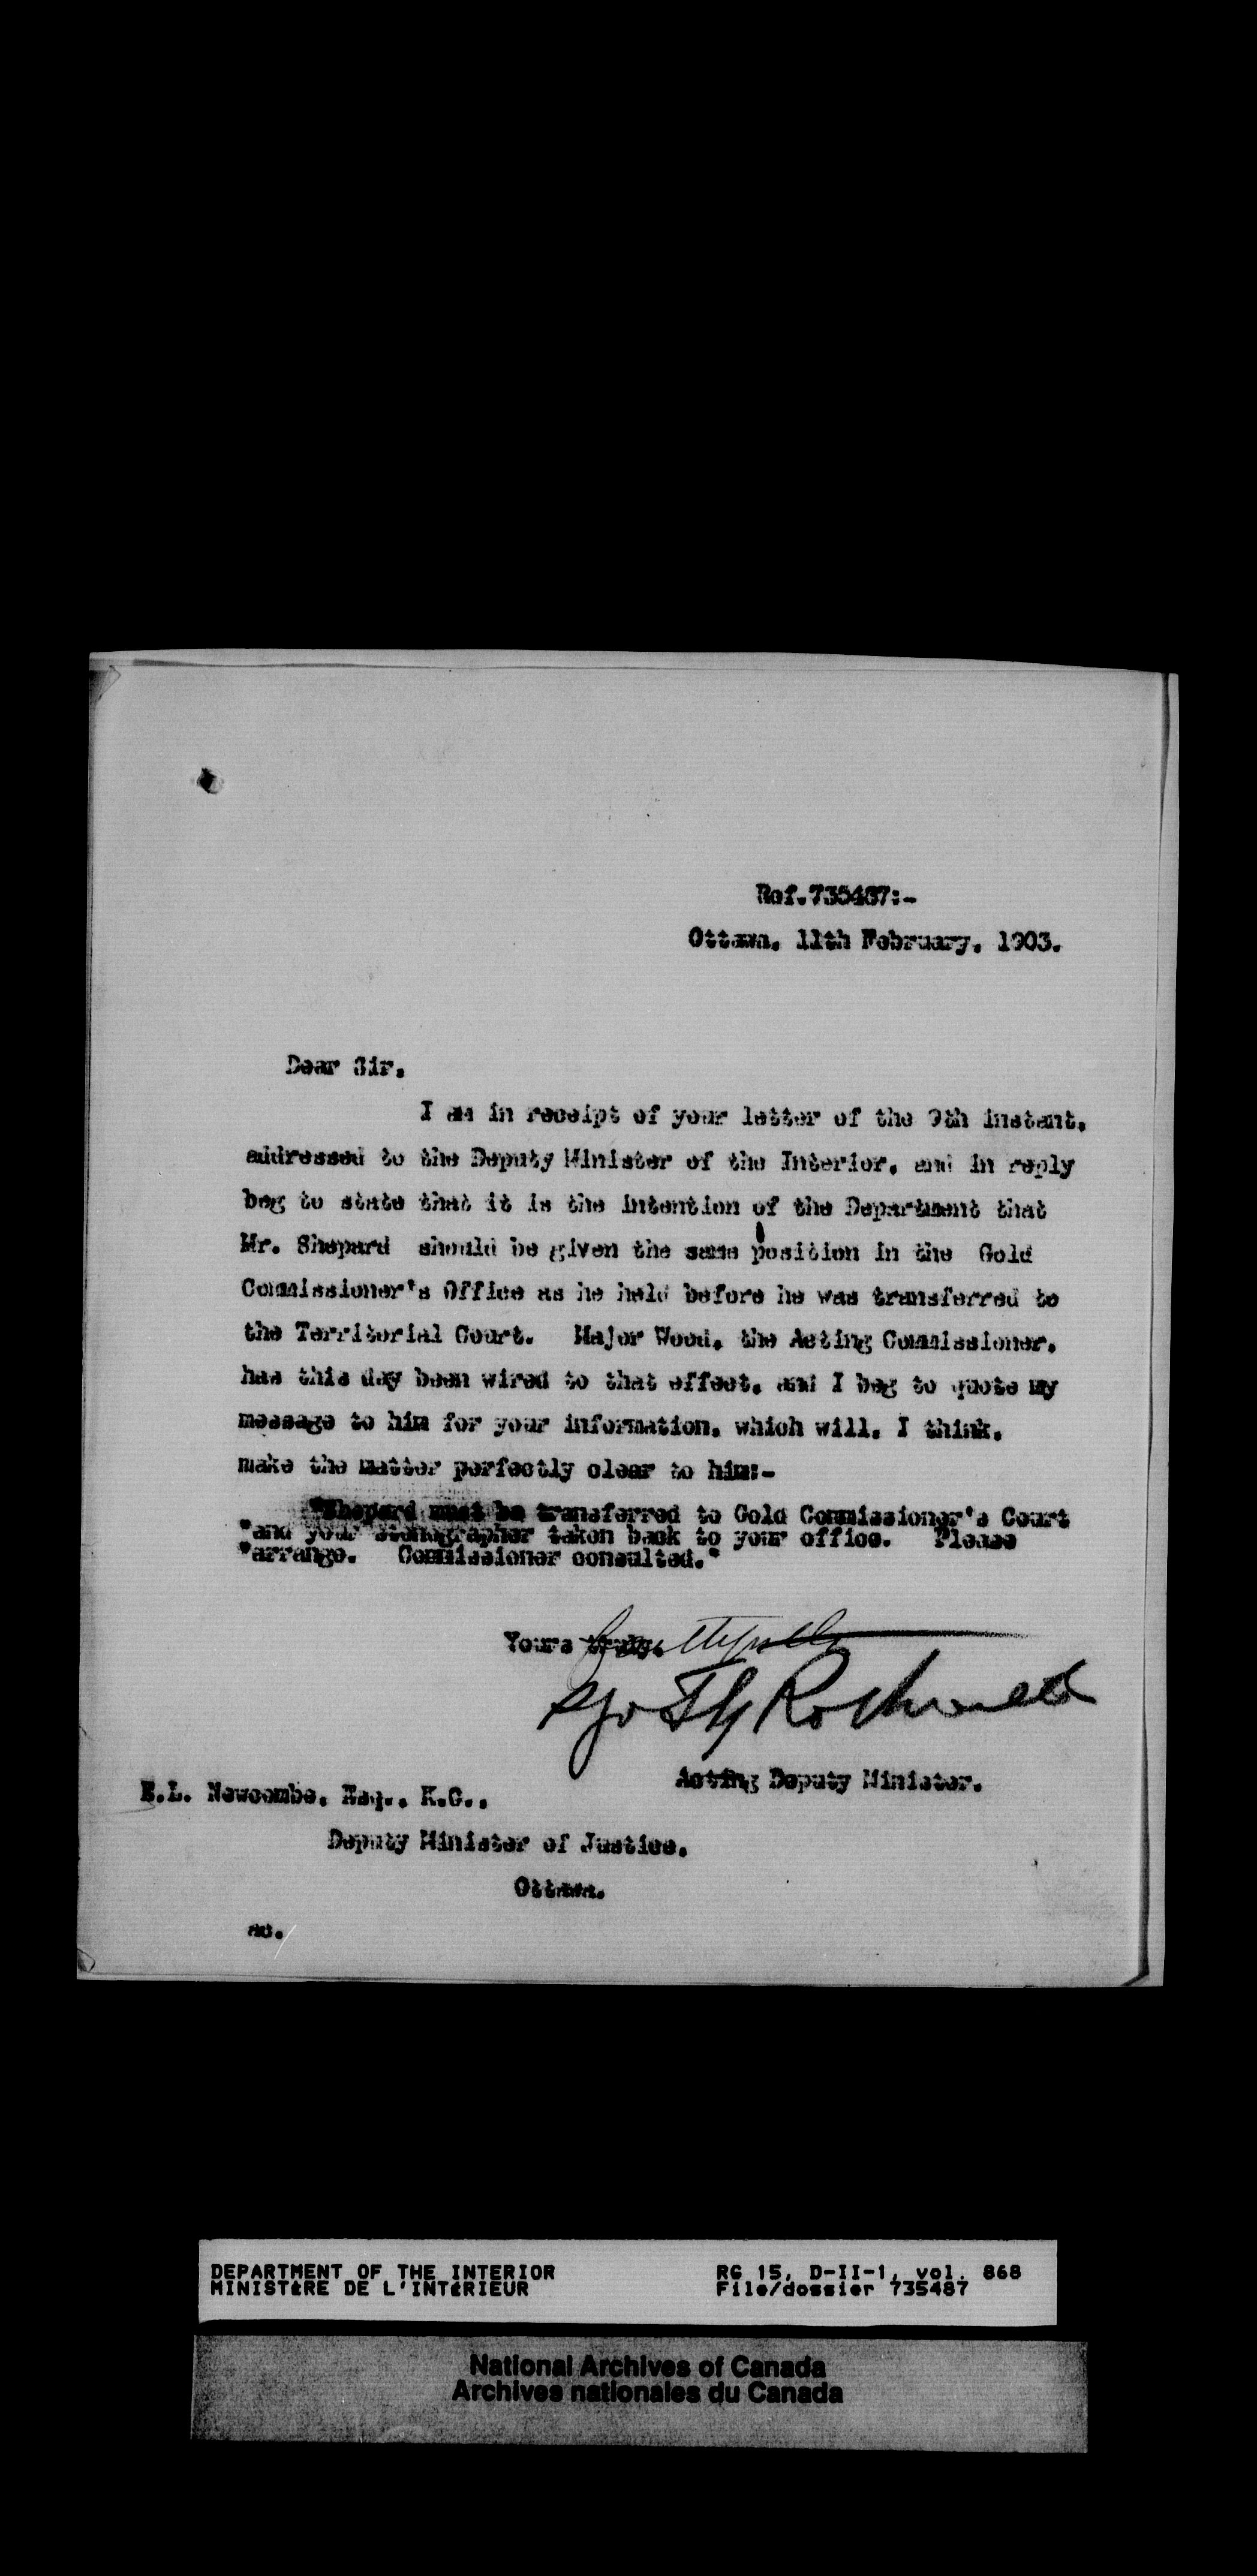 Ref.735487:-
Ottawa, 11th February, 1903.
Dear Sir,
I am in receipt of your letter of the 9th instant,
addressed to the Deputy Minister of the Interior, and in reply
beg to state that it is the intention of the Department that
Mr. Shepard should be given the same position in the Gold
Commissioner's Office as he held before he was transferred to
the Territorial Court. Major Wood, the Acting Commissioner,
has this day been wired to that effect, and I beg to quote my
message to him for your information, which will, I think,
make the matter perfectly clear to him:-
"Shepard must be transferred to Gold Commissioner's Court
"and your stenographer taken back to your office. Please
"arrange. Commissioner consulted."
Yours truly,
Rothwell
Acting Deputy Minister.
E.L. Newcombe, Esq., K.C.,
Deputy Minister of Justice,
Ottawa.
DEPARTMENT OF THE INTERIOR
MINISTÈRE DE L'INTÉRIEUR
RG 15, D-II-1, vol. 868
File/dossier 735487
National Archives of Canada
Archives nationales du Canada